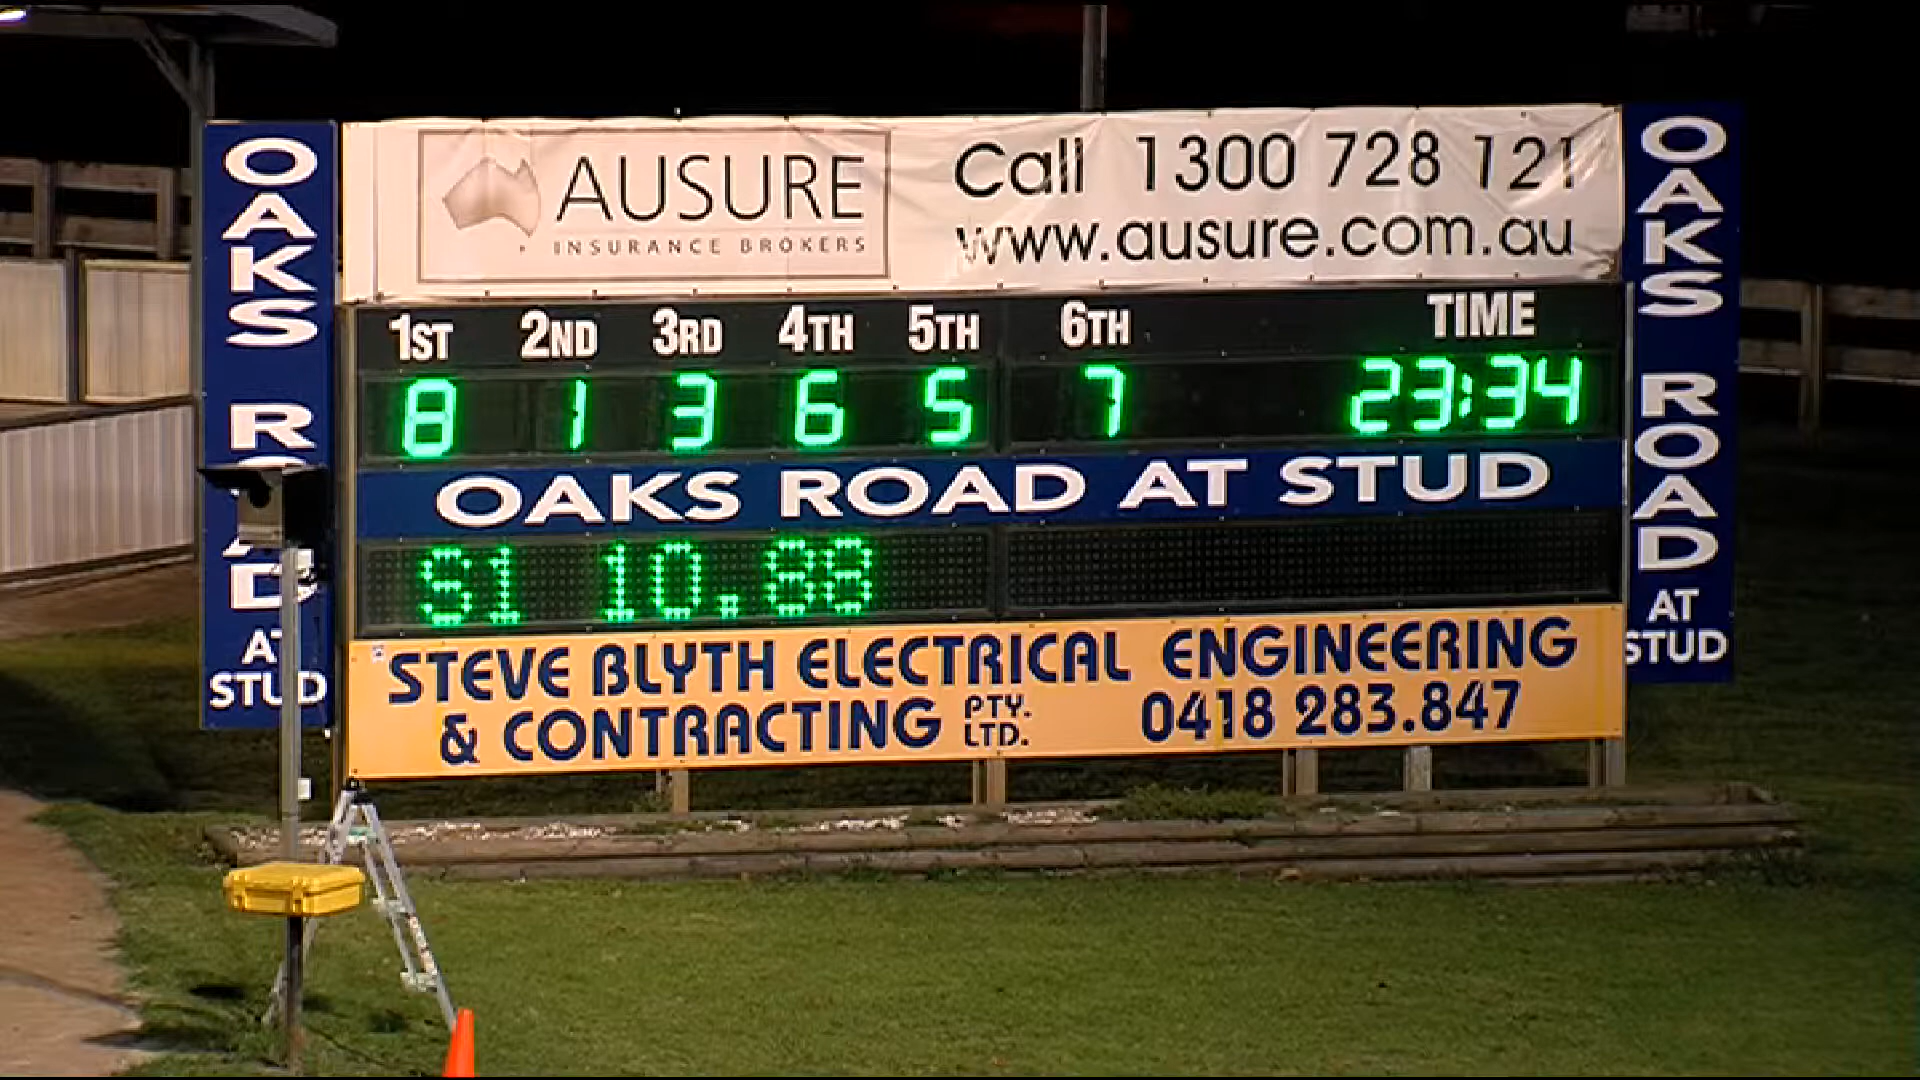 AUSURE
INSURANCE BROKERS
Call 1300 728 121
www.ausure.com.au
OAKS ROAD AT STUD
1ST 2ND 3RD 4TH 5TH 6TH TIME
8 1 3 6 5 7 23:34
OAKS ROAD AT STUD
S1 10.88
STEVE BLYTH ELECTRICAL ENGINEERING
& CONTRACTING PTY. LTD. 0418 283.847
OAKS ROAD AT STUD